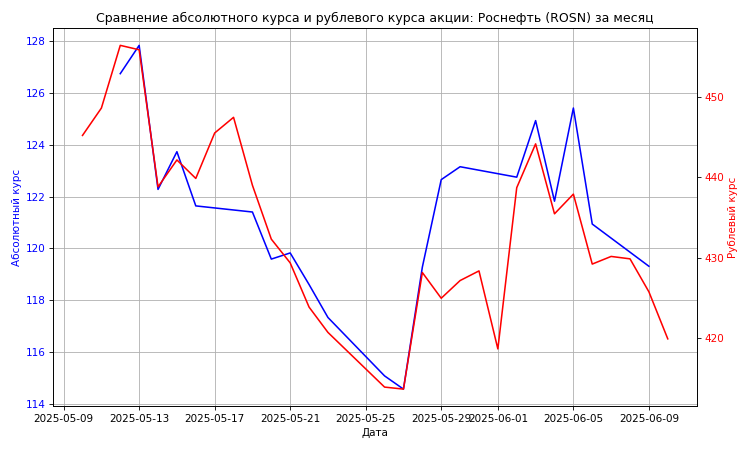 Сравнение абсолютного курса и рублевого курса акции: Роснефть (ROSN) за месяц
128
126
124
122
120
118
116
114
Абсолютный курс
450
440
430
420
Рублевый курс
2025-05-09 2025-05-13 2025-05-17 2025-05-21 2025-05-25 2025-05-29 2025-06-01 2025-06-05 2025-06-09
Дата